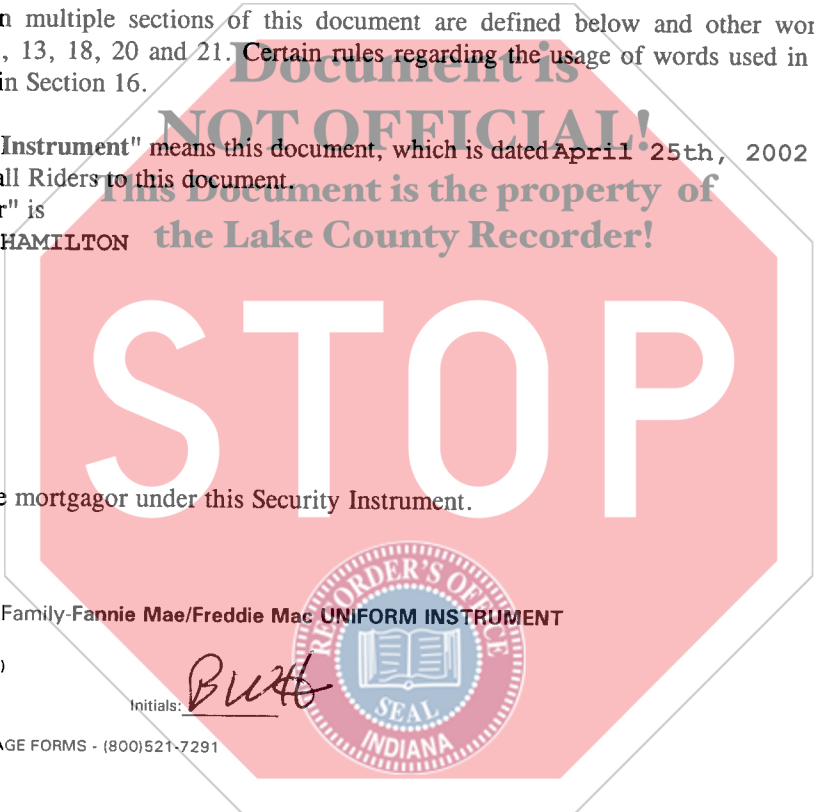 n multiple sections of this document are defined below and other wor
, 13, 18, 20 and 21. Certain rules regarding the usage of words used in
in Section 16.
Document is
NOT OFFICIAL!
Instrument" means this document, which is dated April 25th, 2002
all Riders to this document.
This Document is the property of
r" is
HAMILTON
the Lake County Recorder!
STOP
e mortgagor under this Security Instrument.
RECORDER'S OFFICE
SEAL
INDIANA
Family-Fannie Mae/Freddie Mac UNIFORM INSTRUMENT
)
Initials: BWH
AGE FORMS - (800)521-7291